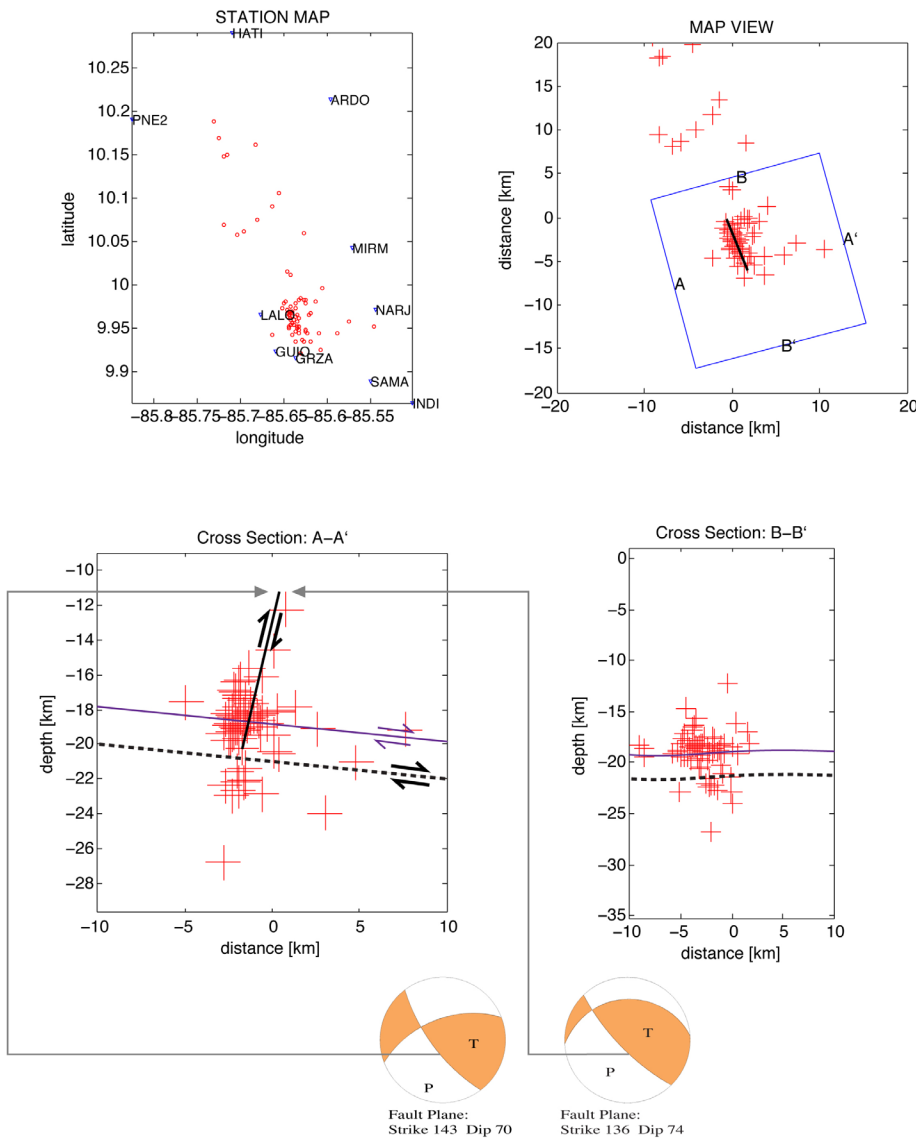 STATION MAP
HATI
10.25
10.2
10.15
10.1
10.05
10
9.95
9.9
latitude
PNE2
ARDO
MIRM
LALO
NARJ
GUIO
GRZA
SAMA
INDI
−85.8 −85.75 −85.7 −85.65 −85.6 −85.55
longitude
MAP VIEW
20
15
10
5
0
−5
−10
−15
−20
distance [km]
B
A
A‘
B‘
−20 −10 0 10 20
distance [km]
Cross Section: A−A‘
−10
−12
−14
−16
−18
−20
−22
−24
−26
−28
depth [km]
−10 −5 0 5 10
distance [km]
Cross Section: B−B‘
0
−5
−10
−15
−20
−25
−30
−35
depth [km]
−10 −5 0 5 10
distance [km]
T
P
T
P
Fault Plane:
Strike 143 Dip 70
Fault Plane:
Strike 136 Dip 74